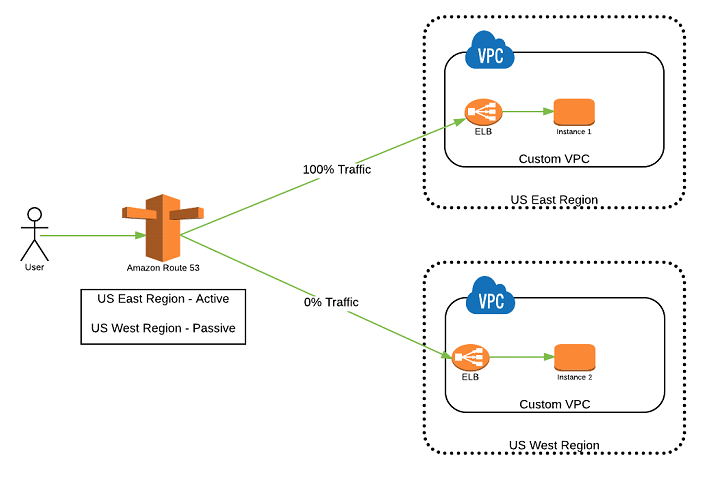 VPC
ELB
Instance 1
Custom VPC
US East Region
100% Traffic
User
Amazon Route 53
US East Region - Active
US West Region - Passive
0% Traffic
VPC
ELB
Instance 2
Custom VPC
US West Region